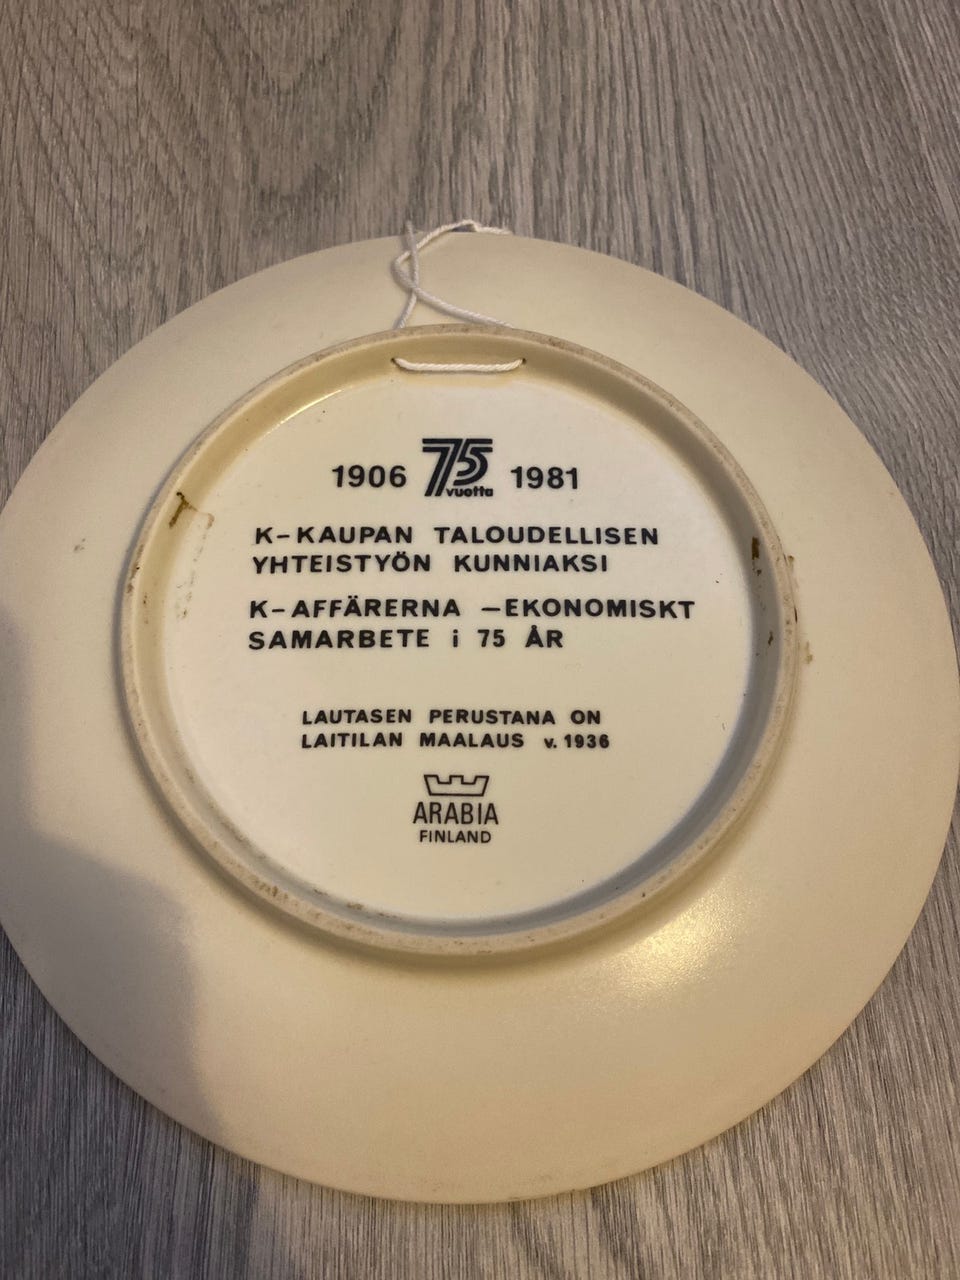 1906 75 vuotta 1981
K-KAUPAN TALOUDELLISEN
YHTEISTYÖN KUNNIAKSI
K-AFFÄRERNA -EKONOMISKT
SAMARBETE i 75 ÅR
LAUTASEN PERUSTANA ON
LAITILAN MAALAUS v. 1936
ARABIA
FINLAND